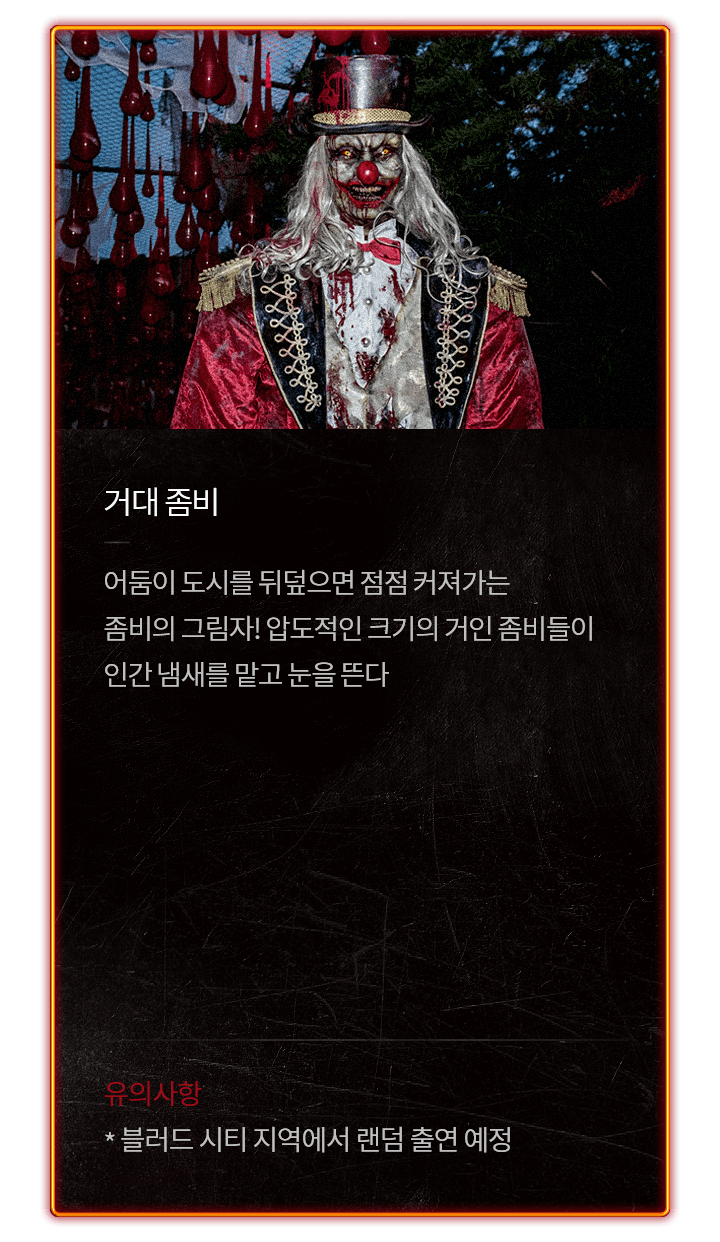 거대 좀비
어둠이 도시를 뒤덮으면 점점 커져가는
좀비의 그림자! 압도적인 크기의 거인 좀비들이
인간 냄새를 맡고 눈을 뜬다
유의사항
* 블러드 시티 지역에서 랜덤 출연 예정